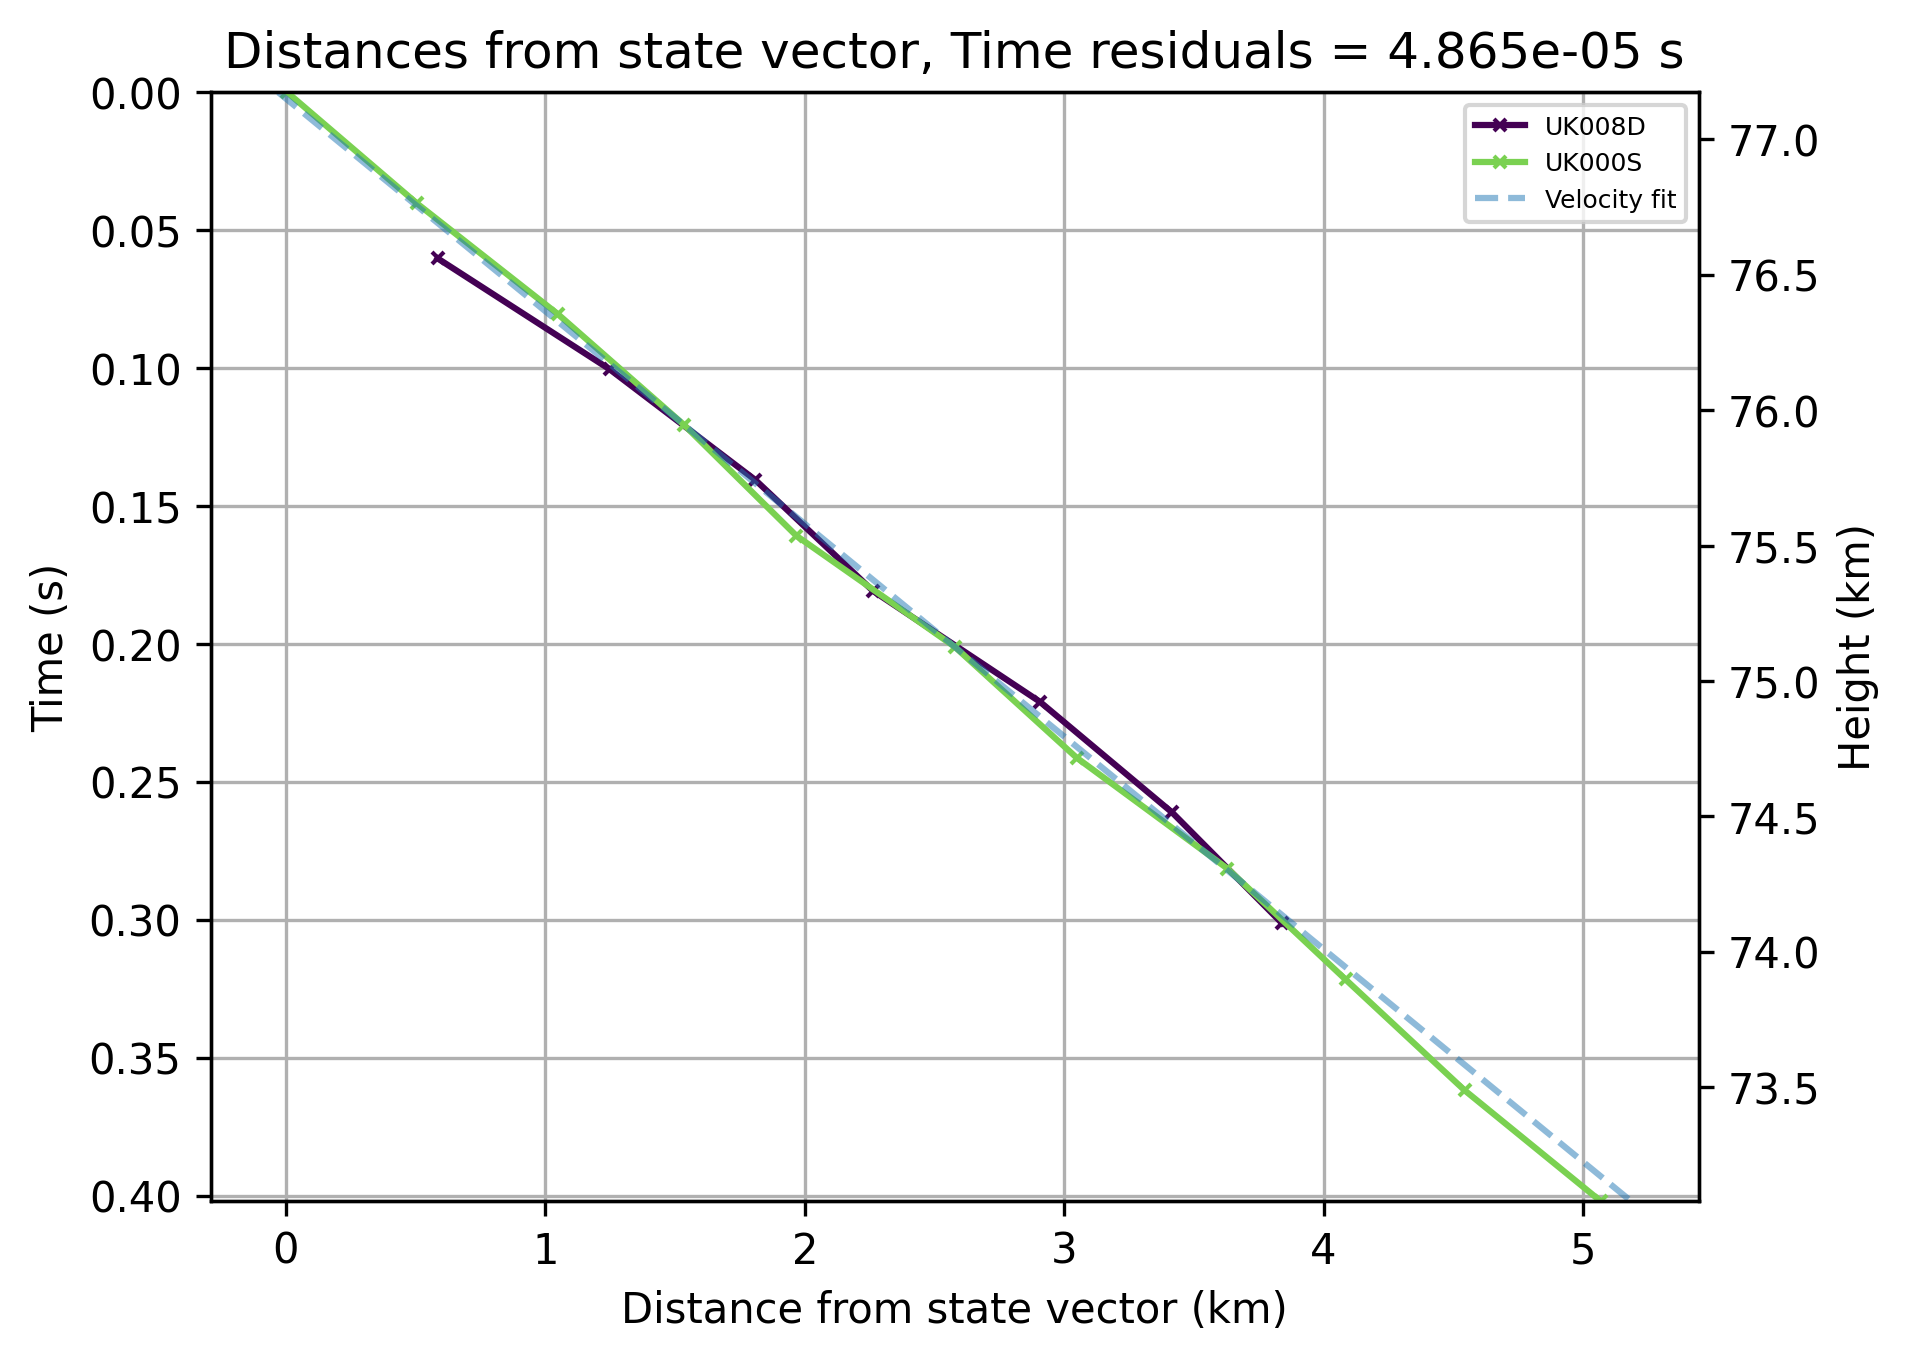 Distances from state vector, Time residuals = 4.865e-05 s
UK008D
UK000S
Velocity fit
Time (s)
0.00
0.05
0.10
0.15
0.20
0.25
0.30
0.35
0.40
Height (km)
77.0
76.5
76.0
75.5
75.0
74.5
74.0
73.5
0 1 2 3 4 5
Distance from state vector (km)